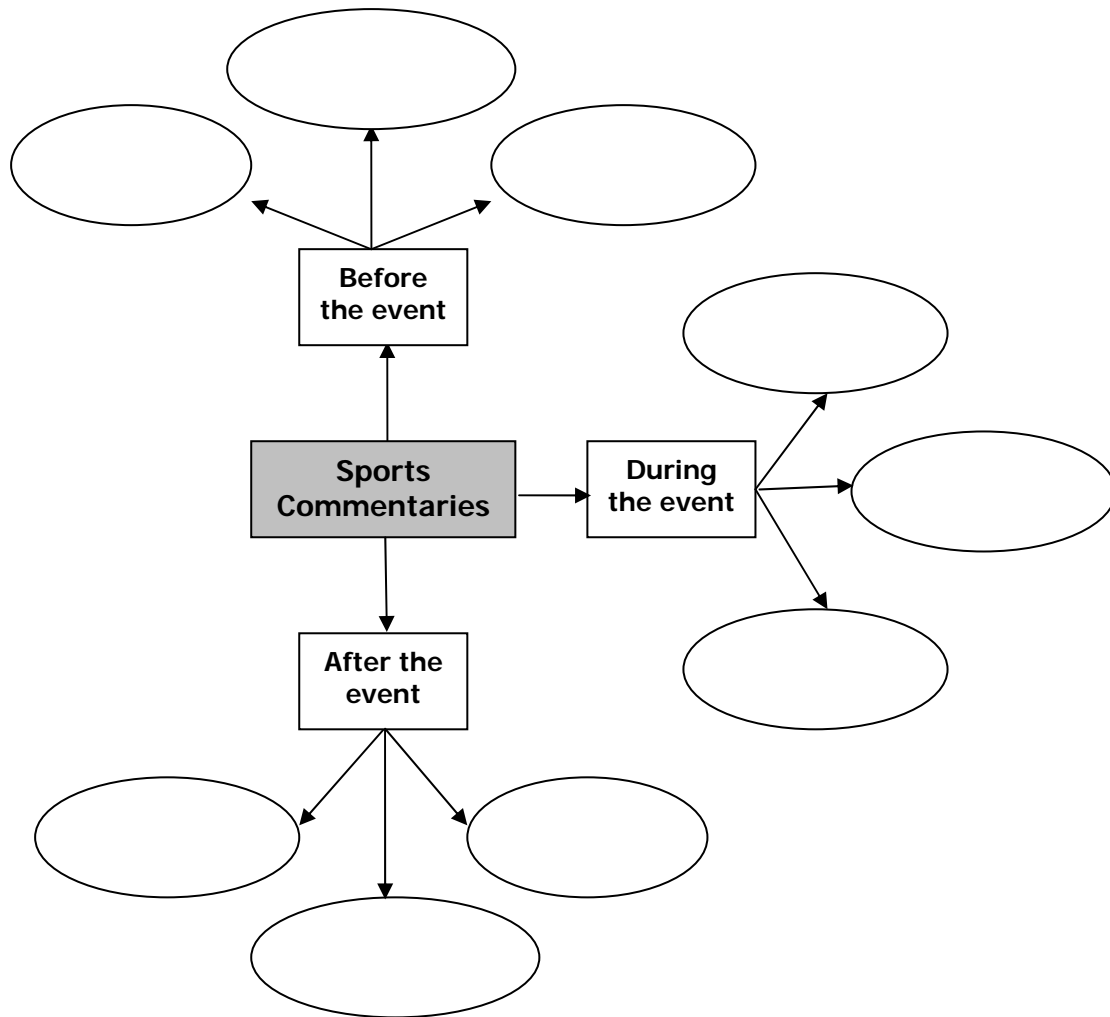 Before
the event
Sports
Commentaries
During
the event
After the
event